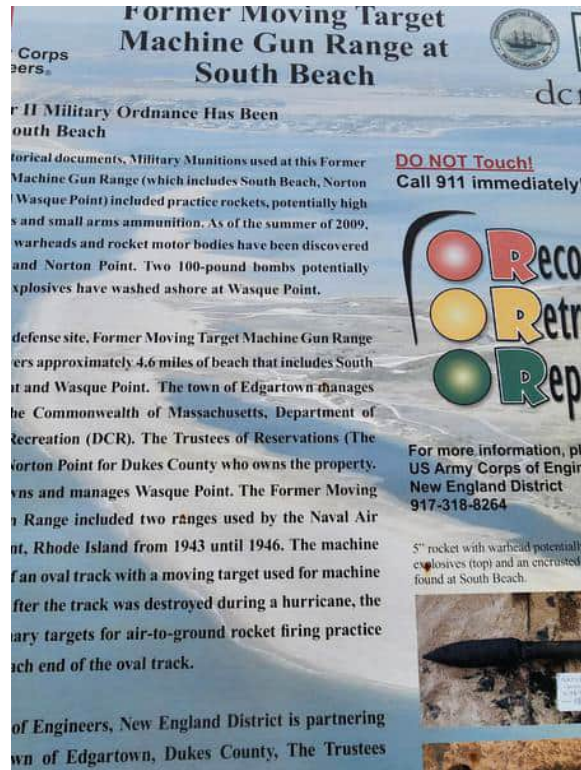 Former Moving Target
Machine Gun Range at
South Beach
Corps
eers®
dcr
r II Military Ordnance Has Been
outh Beach
torical documents, Military Munitions used at this Former
Machine Gun Range (which includes South Beach, Norton
Wasque Point) included practice rockets, potentially high
s and small arms ammunition. As of the summer of 2009,
warheads and rocket motor bodies have been discovered
and Norton Point. Two 100-pound bombs potentially
xplosives have washed ashore at Wasque Point.
defense site, Former Moving Target Machine Gun Range
ers approximately 4.6 miles of beach that includes South
nt and Wasque Point. The town of Edgartown manages
he Commonwealth of Massachusetts, Department of
Recreation (DCR). The Trustees of Reservations (The
Norton Point for Dukes County who owns the property.
wns and manages Wasque Point. The Former Moving
n Range included two ranges used by the Naval Air
nt, Rhode Island from 1943 until 1946. The machine
f an oval track with a moving target used for machine
fter the track was destroyed during a hurricane, the
ary targets for air-to-ground rocket firing practice
ach end of the oval track.
of Engineers, New England District is partnering
wn of Edgartown, Dukes County, The Trustees
DO NOT Touch!
Call 911 immediately!
Reco
Retr
Rep
For more information, pl
US Army Corps of Engin
New England District
917-318-8264
5" rocket with warhead potentially
explosives (top) and an encrusted
found at South Beach.